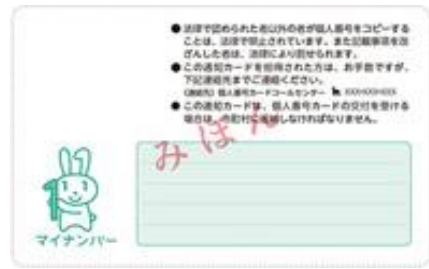 ● 法律で認められた者以外の者が個人番号をコピーする
ことは、法律で禁止されています。また記載事項を改
ざんした者は、法律により罰せられます。
● この通知カードを拾得された方は、お手数ですが、
下記連絡先までご連絡ください。
(連絡先) 個人番号カードコールセンター XXXX-XXX-XXX
● この通知カードは、個人番号カードの交付を受ける
場合は、市町村に返納しなければなりません。
みほん
マイナンバー